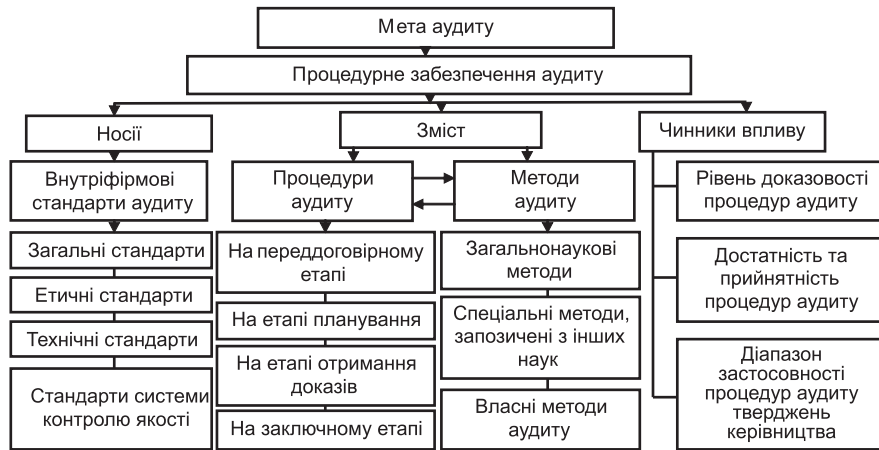 Мета аудиту
Процедурне забезпечення аудиту
Носії
Зміст
Чинники впливу
Внутріфірмові
стандарти аудиту
Загальні стандарти
Етичні стандарти
Технічні стандарти
Стандарти системи
контролю якості
Процедури
аудиту
На переддоговірному
етапі
На етапі планування
На етапі отримання
доказів
На заключному етапі
Методи
аудиту
Загальнонаукові
методи
Спеціальні методи,
запозичені з інших
наук
Власні методи
аудиту
Рівень доказовості
процедур аудиту
Достатність та
прийнятність
процедур аудиту
Діапазон
застосовності
процедур аудиту
тверджень
керівництва